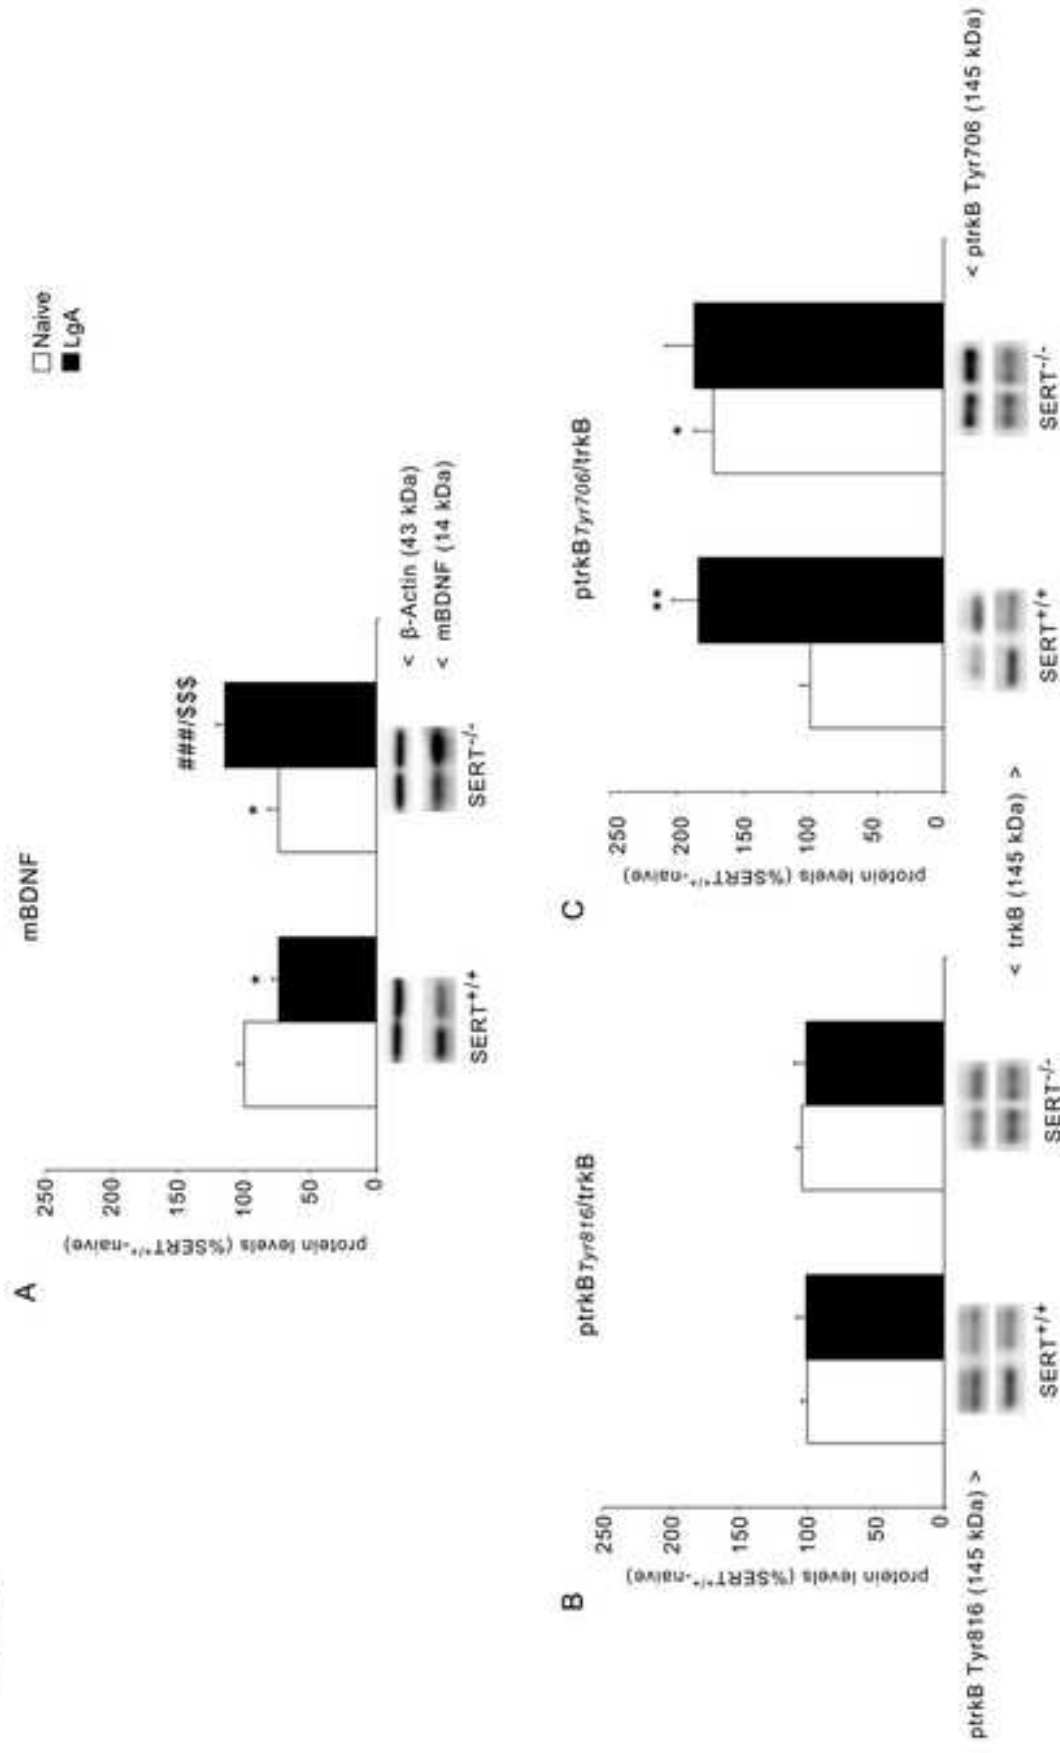 Naive
LgA
A
mBDNF
protein levels (%SERT+/+-naive)
250
200
150
100
50
0
*
*
###/$$$
< β-Actin (43 kDa)
< mBDNF (14 kDa)
SERT+/+
SERT-/-
B
ptrkBTyr816/trkB
protein levels (%SERT+/+-naive)
250
200
150
100
50
0
ptrkB Tyr816 (145 kDa) >
< trkB (145 kDa) >
SERT+/+
SERT-/-
C
ptrkBTyr706/trkB
protein levels (%SERT+/+-naive)
250
200
150
100
50
0
**
*
< ptrkB Tyr706 (145 kDa)
SERT+/+
SERT-/-